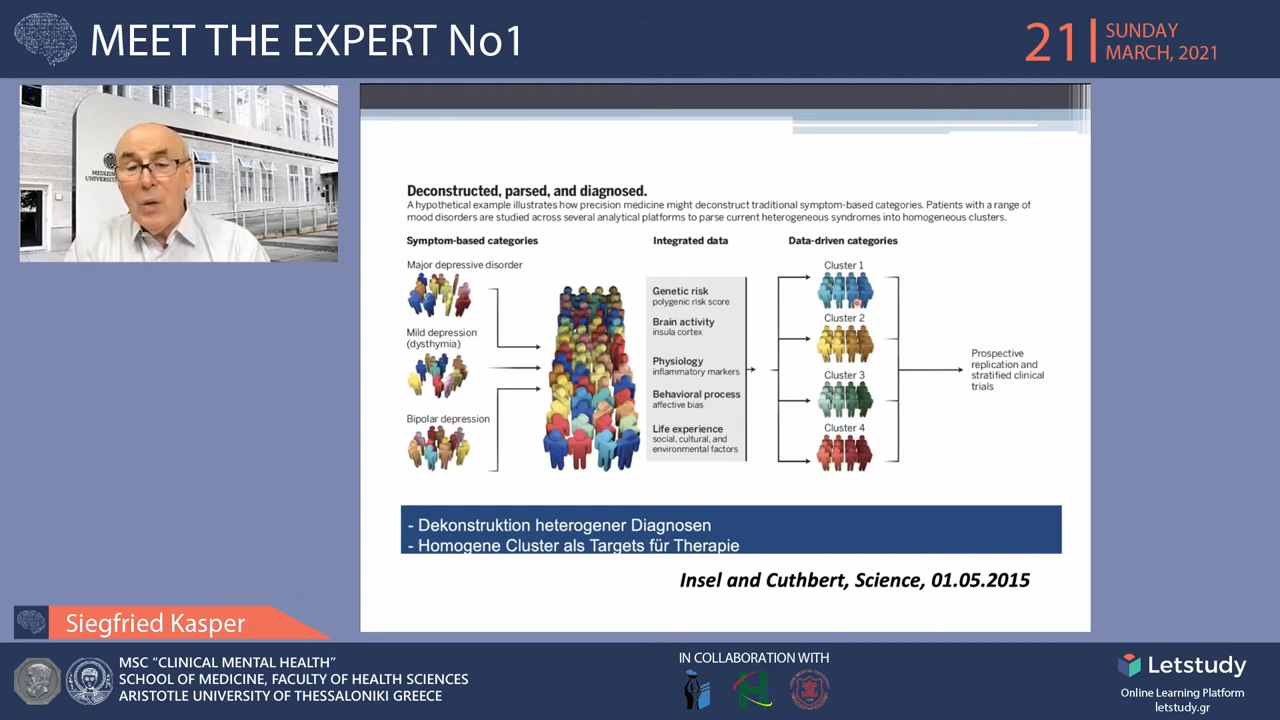 MEET THE EXPERT No1
21
SUNDAY
MARCH, 2021
Deconstructed, parsed, and diagnosed.
A hypothetical example illustrates how precision medicine might deconstruct traditional symptom-based categories. Patients with a range of
mood disorders are studied across several analytical platforms to parse current heterogeneous syndromes into homogeneous clusters.
Symptom-based categories
Integrated data
Data-driven categories
Major depressive disorder
Mild depression
(dysthymia)
Bipolar depression
Genetic risk
polygenic risk score
Brain activity
insula cortex
Physiology
inflammatory markers
Behavioral process
affective bias
Life experience
social, cultural, and
environmental factors
Cluster 1
Cluster 2
Cluster 3
Cluster 4
Prospective
replication and
stratified clinical
trials
- Dekonstruktion heterogener Diagnosen
- Homogene Cluster als Targets für Therapie
Insel and Cuthbert, Science, 01.05.2015
Siegfried Kasper
MSC "CLINICAL MENTAL HEALTH"
SCHOOL OF MEDICINE, FACULTY OF HEALTH SCIENCES
ARISTOTLE UNIVERSITY OF THESSALONIKI GREECE
IN COLLABORATION WITH
Letstudy
Online Learning Platform
letstudy.gr